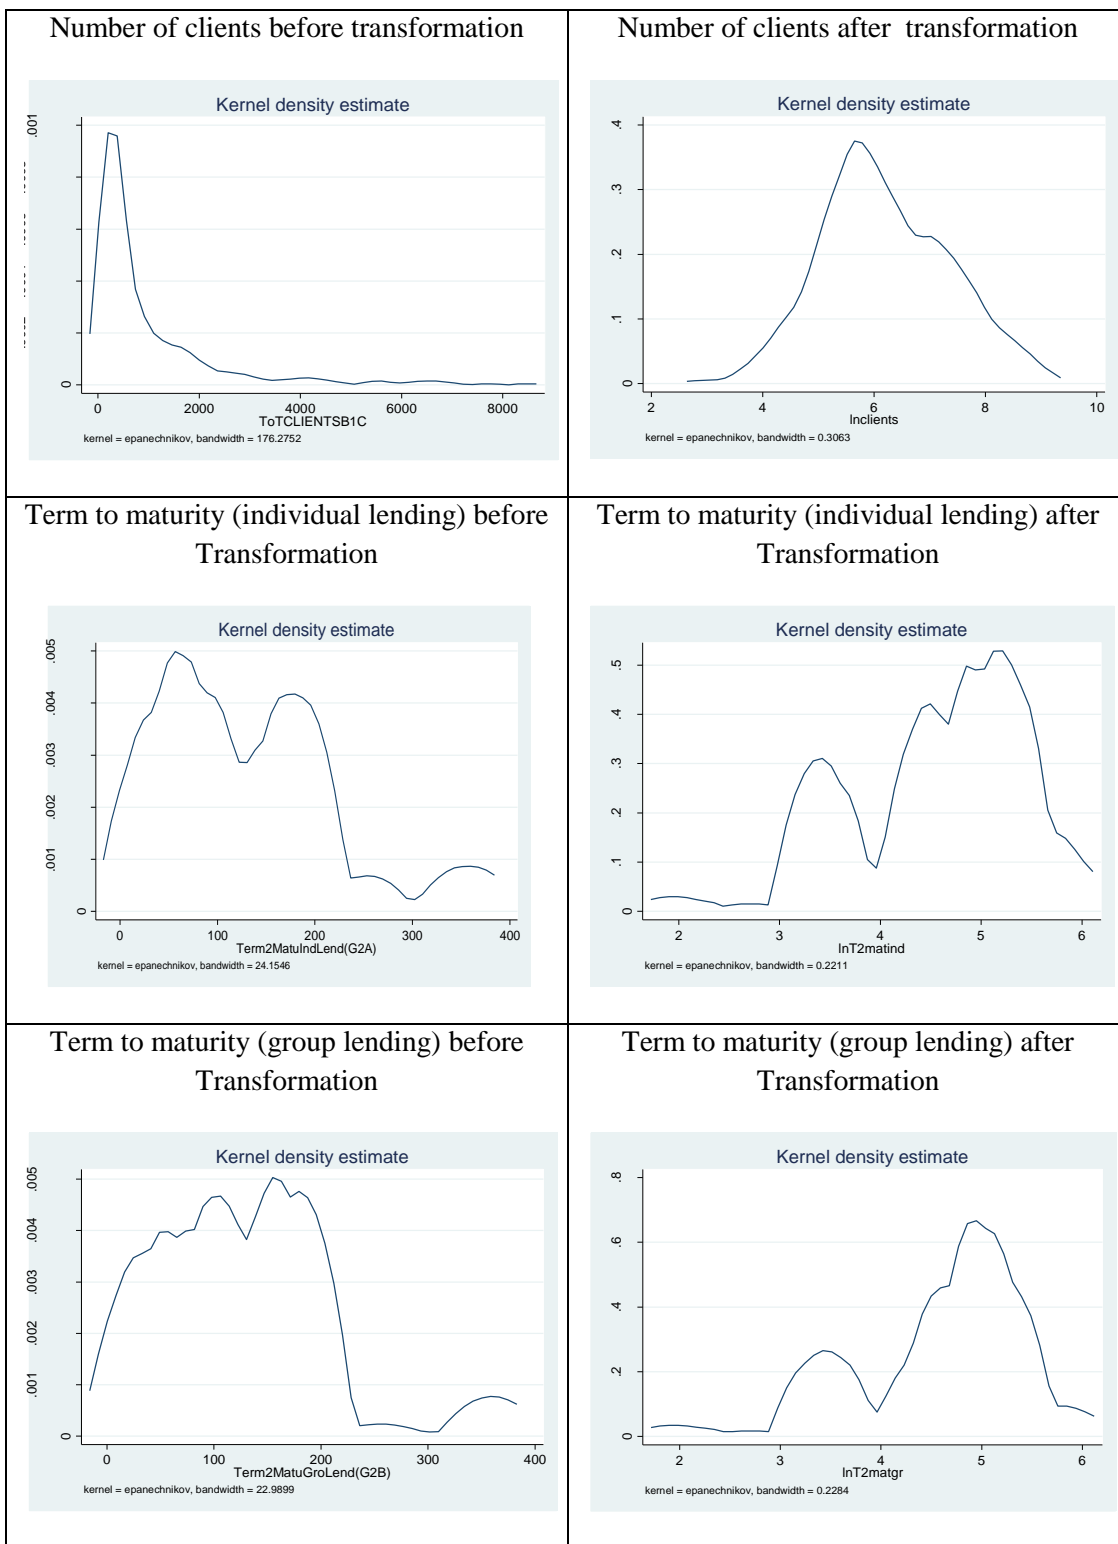 Number of clients before transformation
Kernel density estimate
.001
0
0 2000 4000 6000 8000
ToTCLIENTSB1C
kernel = epanechnikov, bandwidth = 176.2752
Number of clients after transformation
Kernel density estimate
.4
.3
.2
.1
0
2 4 6 8 10
lnclients
kernel = epanechnikov, bandwidth = 0.3063
Term to maturity (individual lending) before
Transformation
Kernel density estimate
.005
.004
.003
.002
.001
0
0 100 200 300 400
Term2MatuIndLend(G2A)
kernel = epanechnikov, bandwidth = 24.1546
Term to maturity (individual lending) after
Transformation
Kernel density estimate
.5
.4
.3
.2
.1
0
2 3 4 5 6
lnT2matind
kernel = epanechnikov, bandwidth = 0.2211
Term to maturity (group lending) before
Transformation
Kernel density estimate
.005
.004
.003
.002
.001
0
0 100 200 300 400
Term2MatuGroLend(G2B)
kernel = epanechnikov, bandwidth = 22.9899
Term to maturity (group lending) after
Transformation
Kernel density estimate
.8
.6
.4
.2
0
2 3 4 5 6
lnT2matgr
kernel = epanechnikov, bandwidth = 0.2284